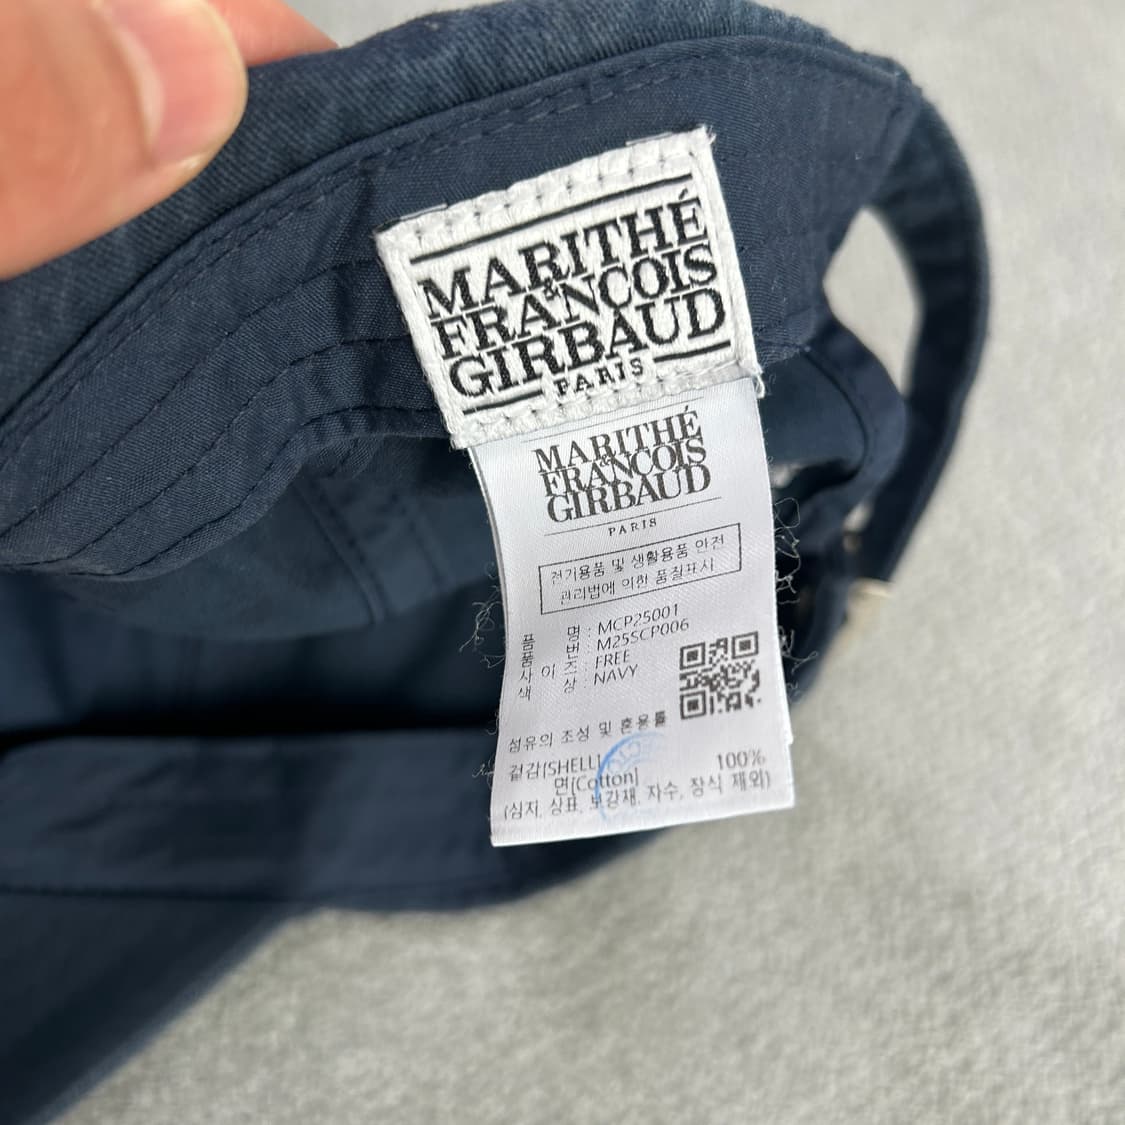 MARITHÉ
&
FRANCOIS
GIRBAUD
PARIS
MARITHÉ
&
FRANCOIS
GIRBAUD
PARIS
전기용품 및 생활용품 안전
관리법에 의한 품질표시
품 명 : MCP25001
품 번 : M25SCP006
사 이 즈 : FREE
색 상 : NAVY
섬유의 조성 및 혼용률
겉감[SHELL]
면[Cotton] 100%
(심지, 상표, 보강재, 자수, 장식 제외)